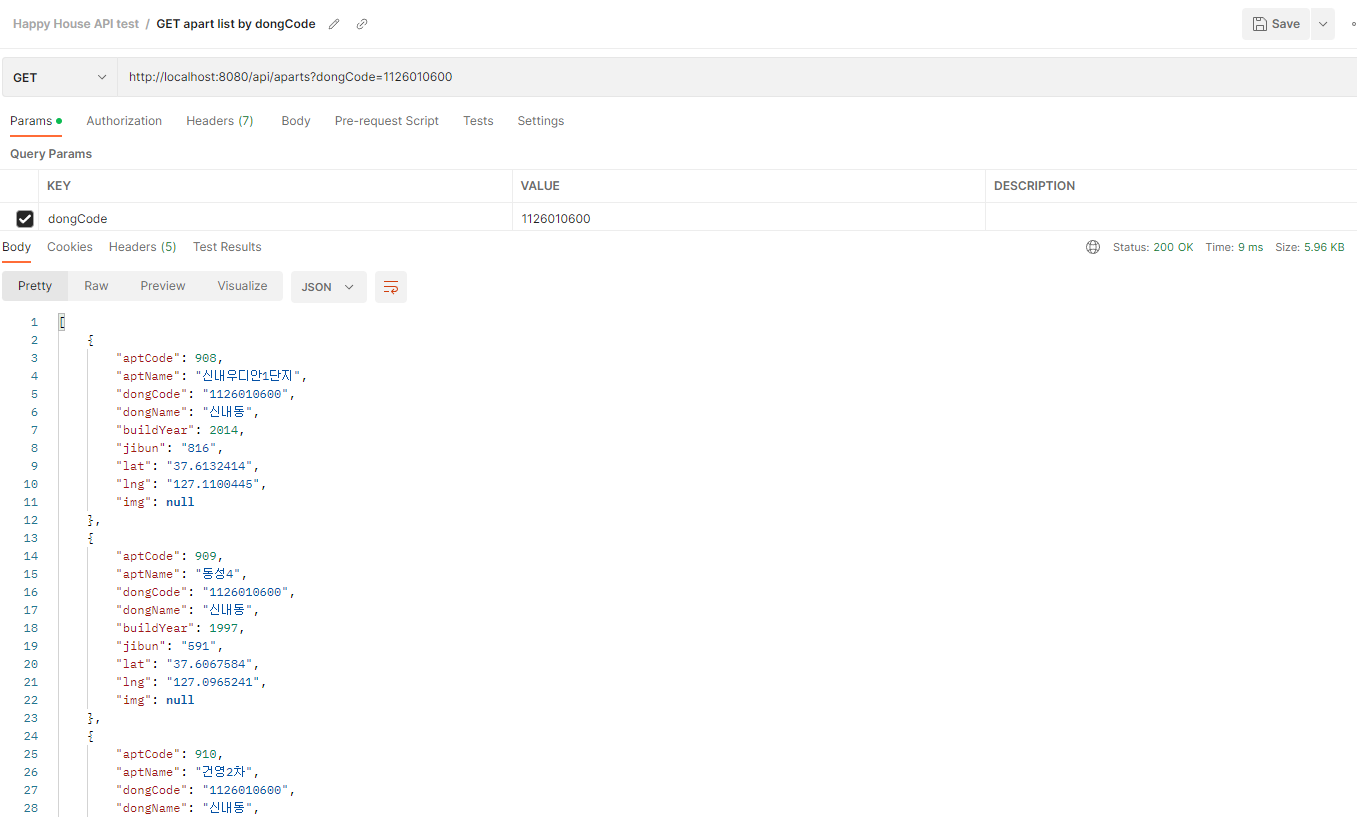 Happy House API test / GET apart list by dongCode
Save
GET http://localhost:8080/api/aparts?dongCode=1126010600
Params Authorization Headers (7) Body Pre-request Script Tests Settings
Query Params
KEY VALUE DESCRIPTION
dongCode 1126010600
Body Cookies Headers (5) Test Results Status: 200 OK Time: 9 ms Size: 5.96 KB
Pretty Raw Preview Visualize JSON
1 [
2 {
3 "aptCode": 908,
4 "aptName": "신내우디안1단지",
5 "dongCode": "1126010600",
6 "dongName": "신내동",
7 "buildYear": 2014,
8 "jibun": "816",
9 "lat": "37.6132414",
10 "lng": "127.1100445",
11 "img": null
12 },
13 {
14 "aptCode": 909,
15 "aptName": "동성4",
16 "dongCode": "1126010600",
17 "dongName": "신내동",
18 "buildYear": 1997,
19 "jibun": "591",
20 "lat": "37.6067584",
21 "lng": "127.0965241",
22 "img": null
23 },
24 {
25 "aptCode": 910,
26 "aptName": "건영2차",
27 "dongCode": "1126010600",
28 "dongName": "신내동",